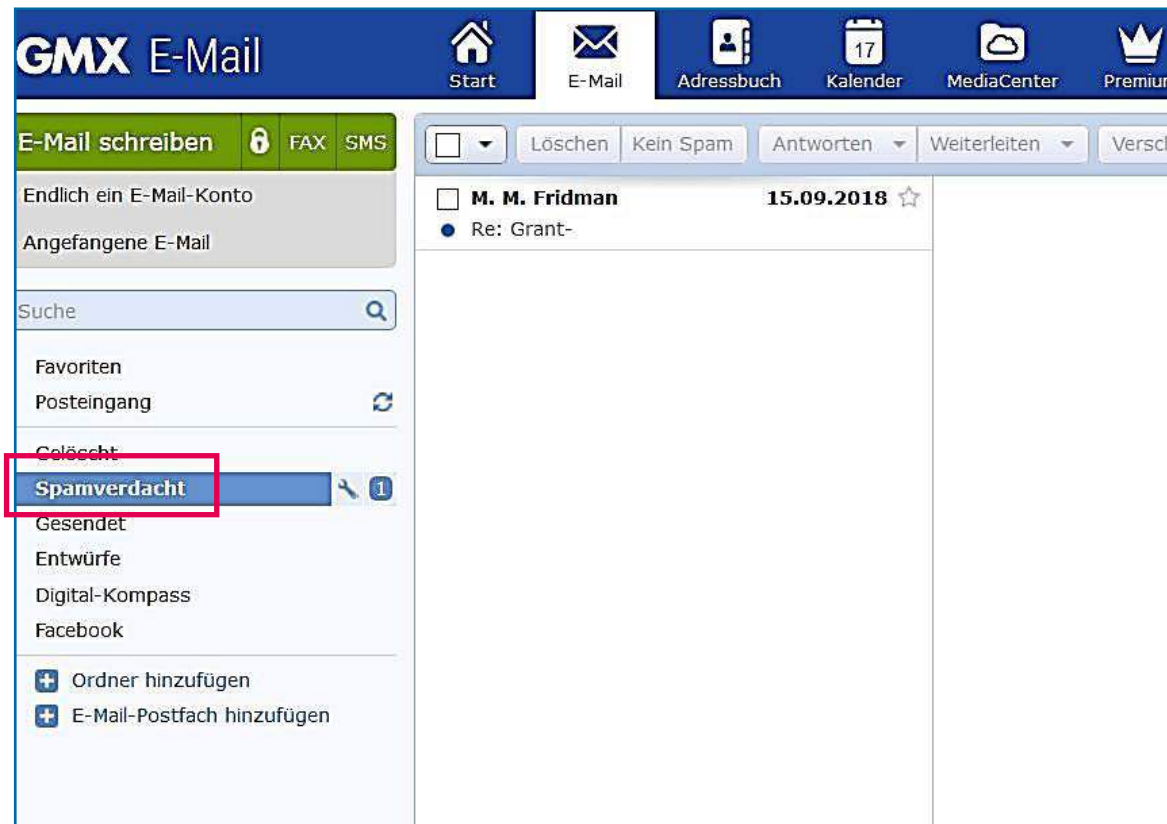 GMX E-Mail
Start
E-Mail
Adressbuch
17
Kalender
MediaCenter
Premium
E-Mail schreiben FAX SMS
Endlich ein E-Mail-Konto
Angefangene E-Mail
Suche
Favoriten
Posteingang
Gelöscht
Spamverdacht 1
Gesendet
Entwürfe
Digital-Kompass
Facebook
Ordner hinzufügen
E-Mail-Postfach hinzufügen
Löschen Kein Spam Antworten Weiterleiten Versch
M. M. Fridman 15.09.2018
Re: Grant-